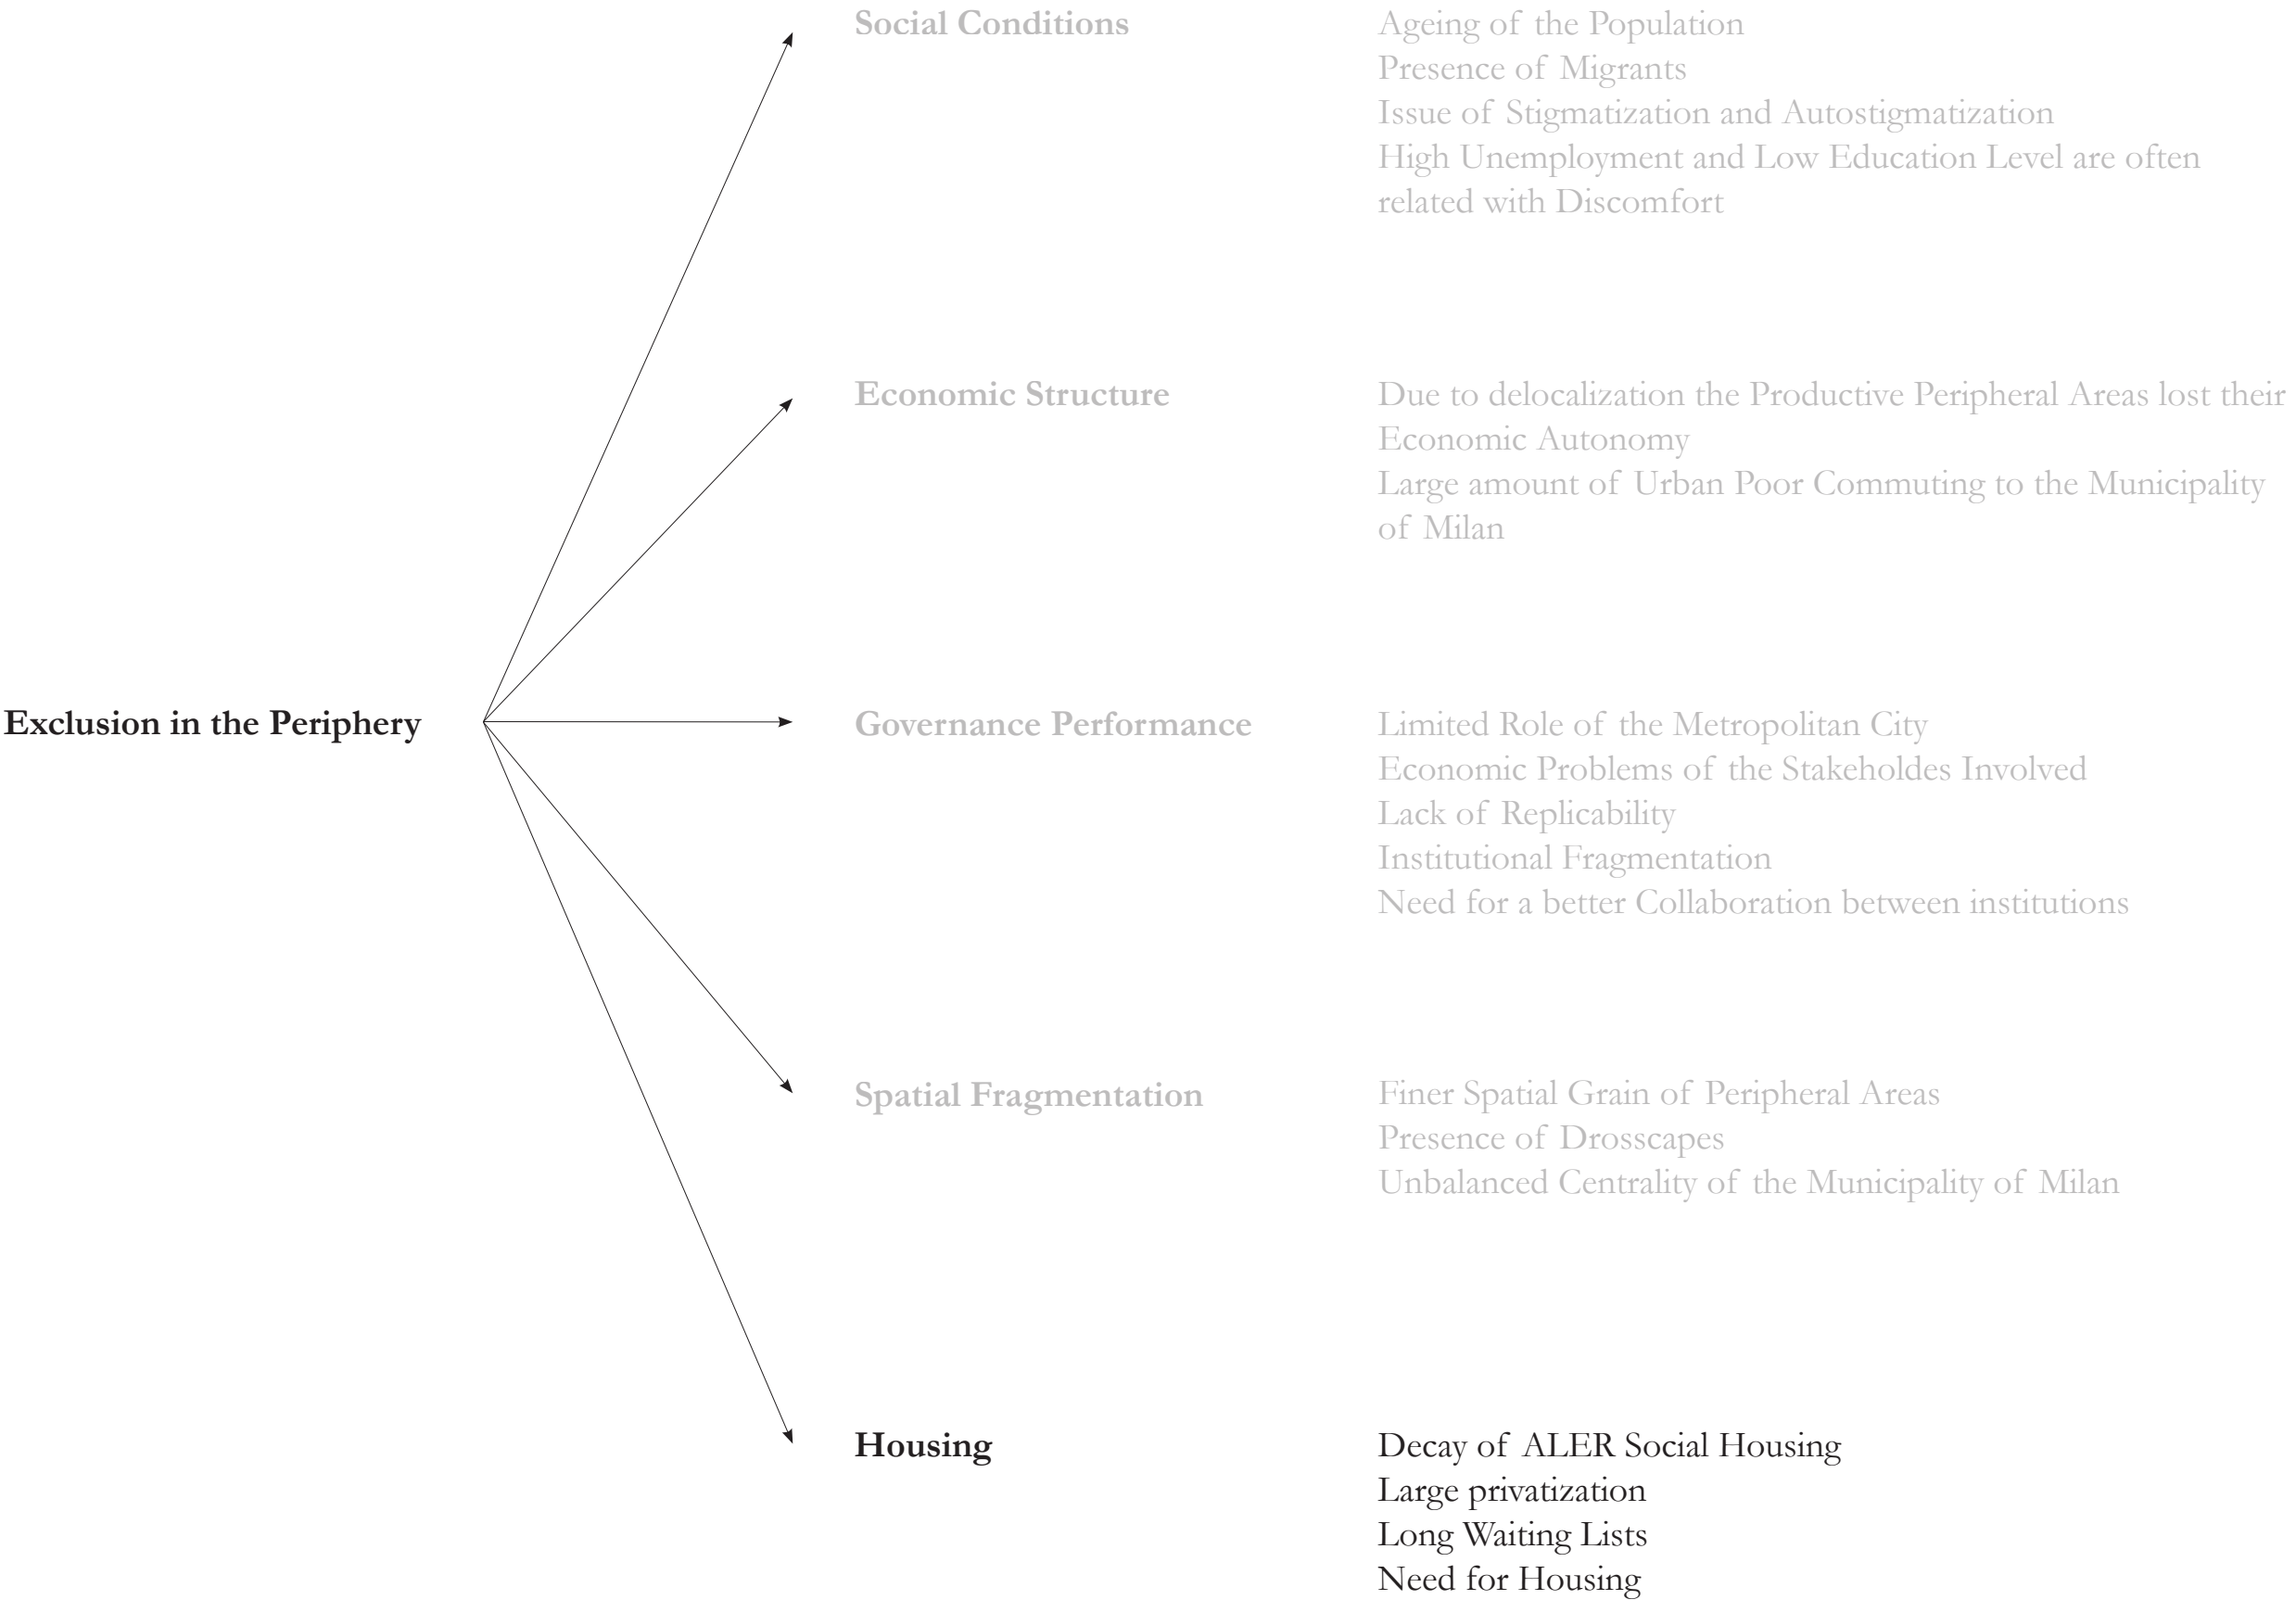 Social Conditions
Ageing of the Population
Presence of Migrants
Issue of Stigmatization and Autostigmatization
High Unemployment and Low Education Level are often
related with Discomfort
Economic Structure
Due to delocalization the Productive Peripheral Areas lost their
Economic Autonomy
Large amount of Urban Poor Commuting to the Municipality
of Milan
Exclusion in the Periphery
Governance Performance
Limited Role of the Metropolitan City
Economic Problems of the Stakeholdes Involved
Lack of Replicability
Institutional Fragmentation
Need for a better Collaboration between institutions
Spatial Fragmentation
Finer Spatial Grain of Peripheral Areas
Presence of Drosscapes
Unbalanced Centrality of the Municipality of Milan
Housing
Decay of ALER Social Housing
Large privatization
Long Waiting Lists
Need for Housing